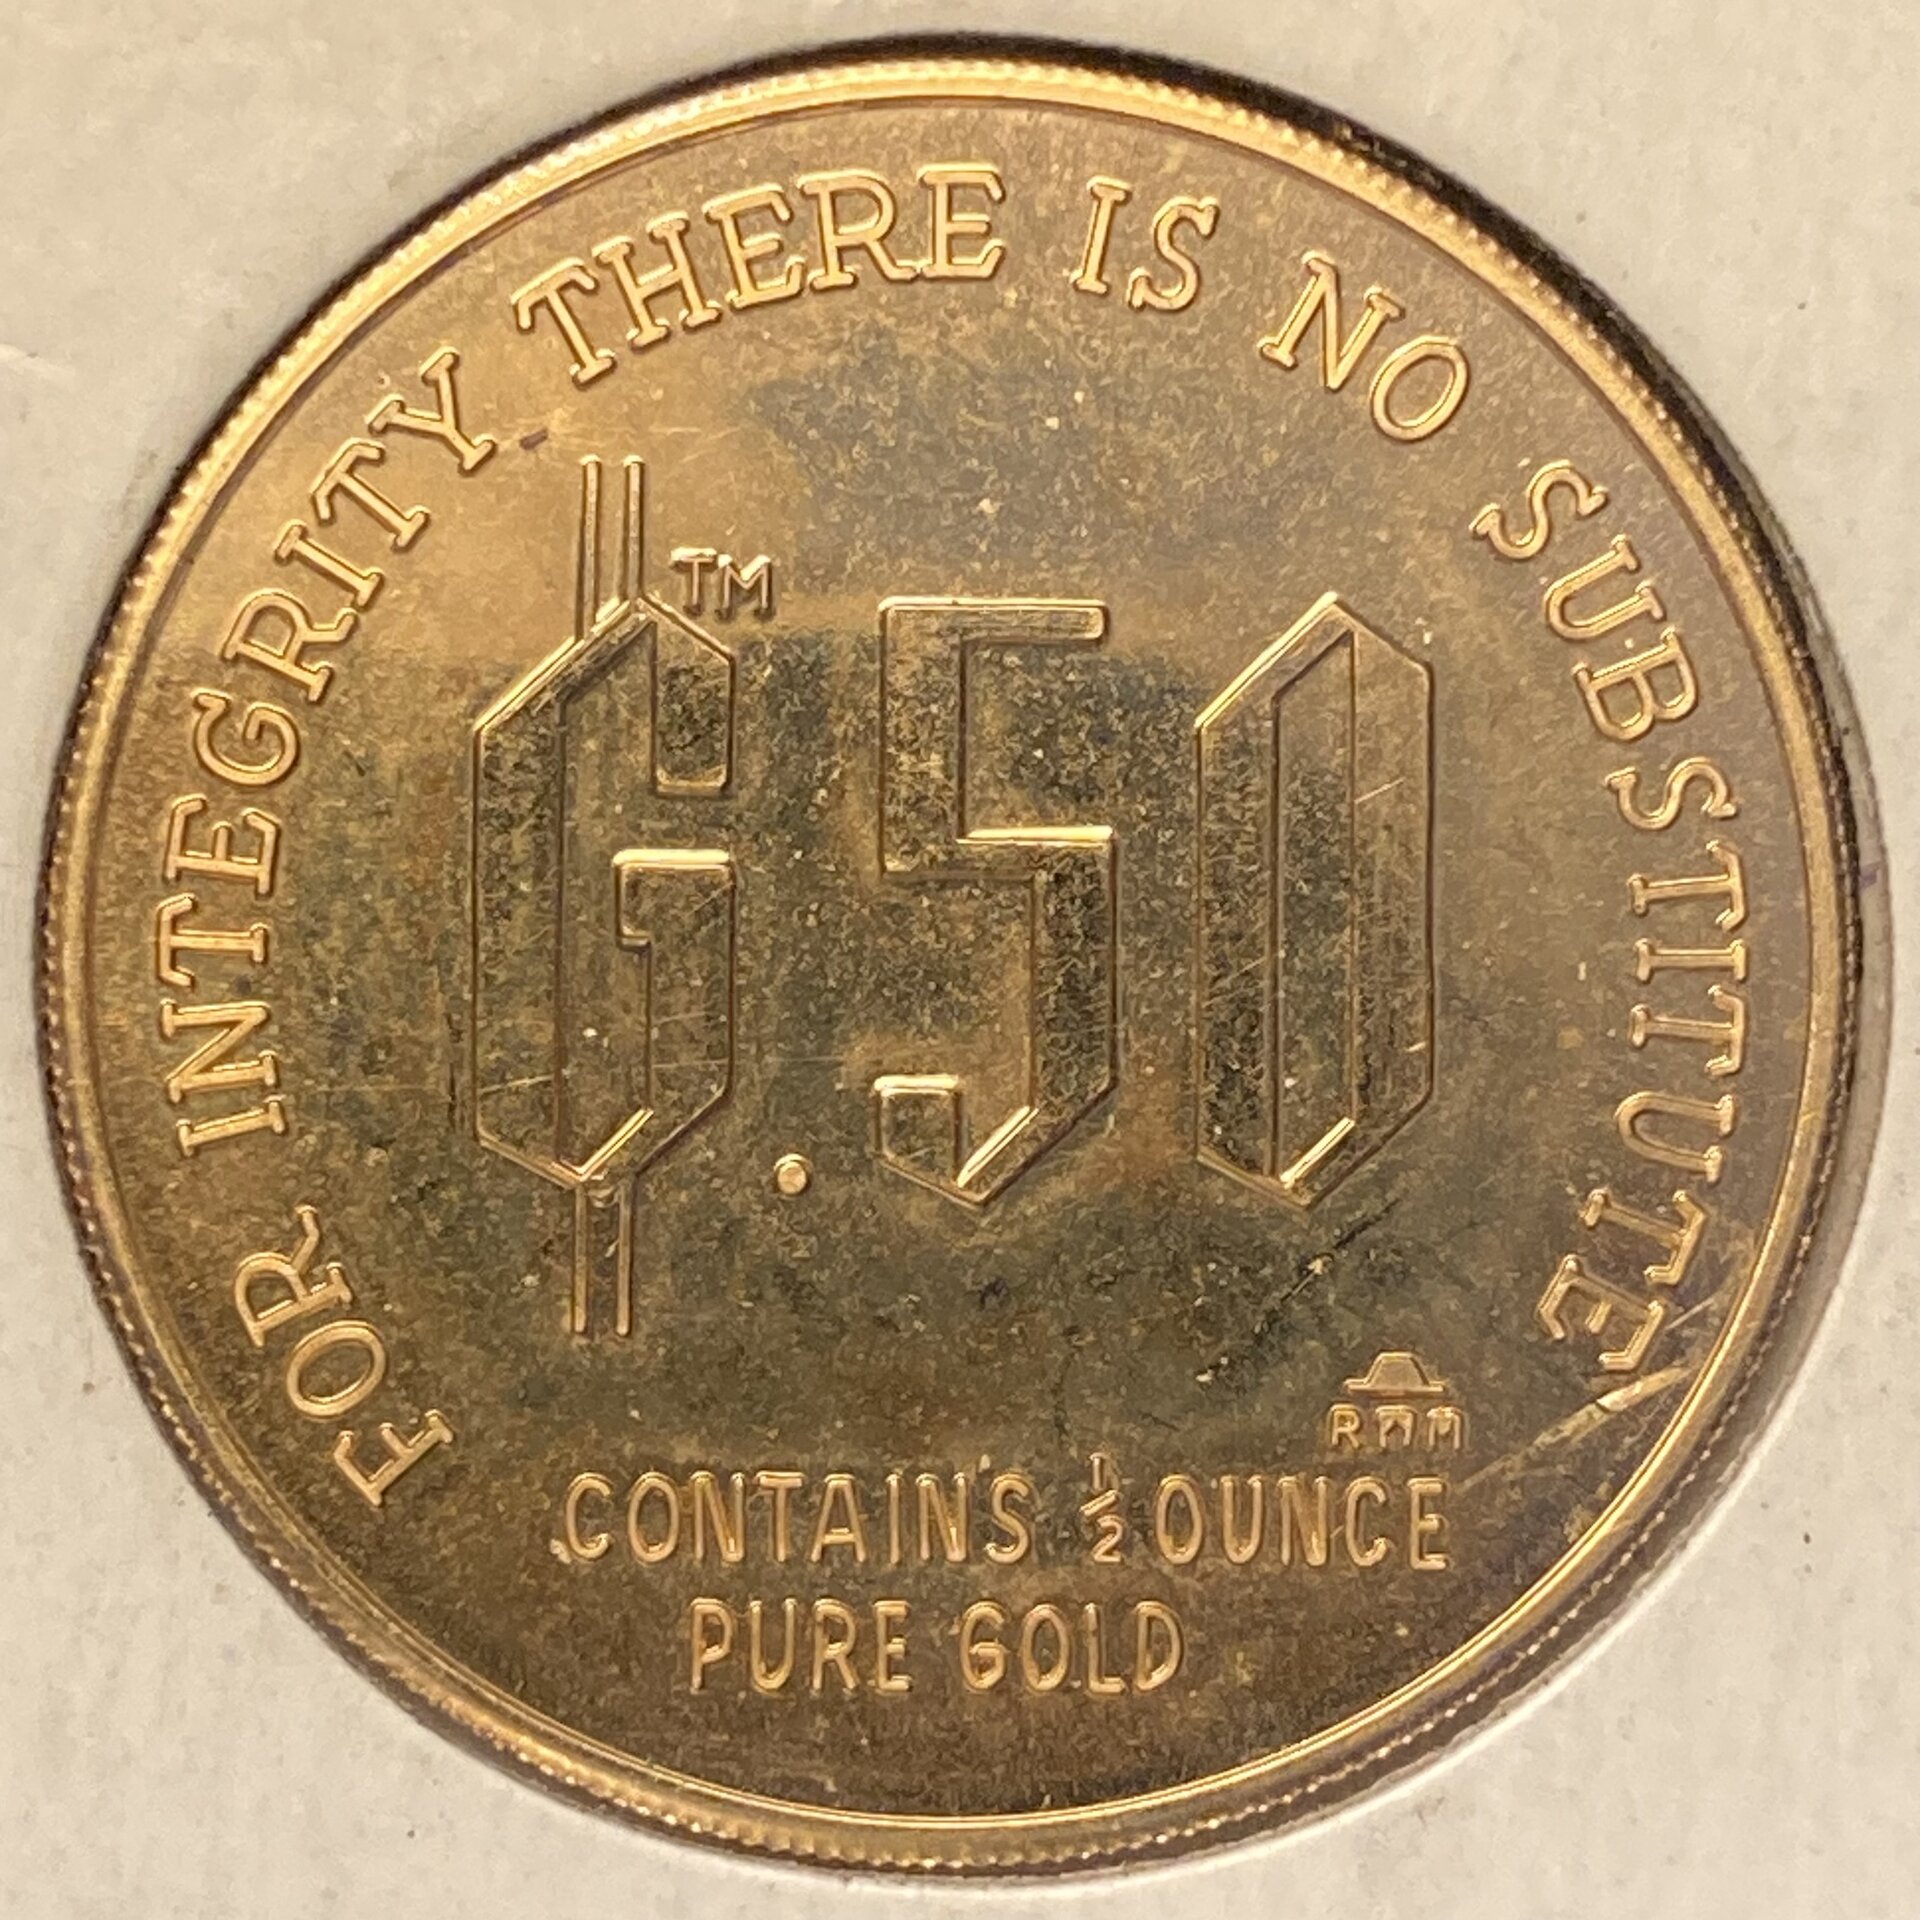 FOR INTEGRITY THERE IS NO SUBSTITUTE
G.50
TM
RMM
CONTAINS ½ OUNCE
PURE GOLD